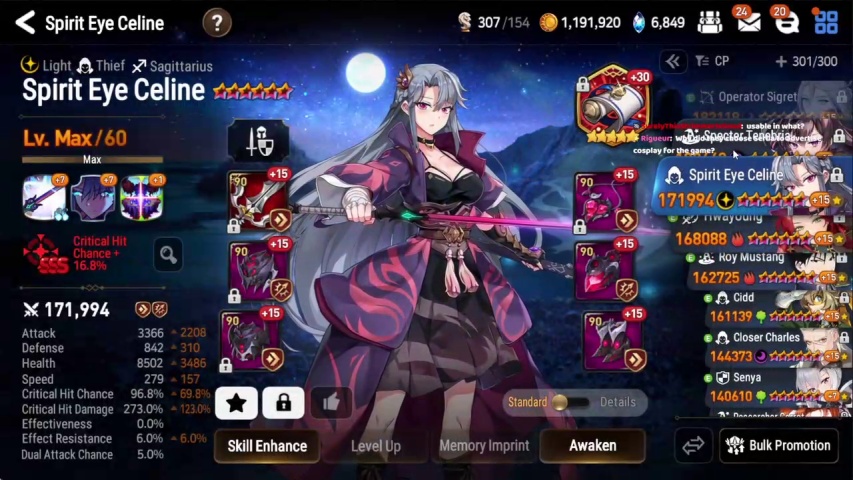 Spirit Eye Celine
?
307/154
1,191,920
6,849
24
20
Light Thief Sagittarius
Spirit Eye Celine
Lv. Max/60
Max
+7
+7
+1
Critical Hit
Chance +
16.8%
SSS
171,994
Attack 3366 2208
Defense 842 310
Health 8502 3486
Speed 279 157
Critical Hit Chance 96.8% 69.8%
Critical Hit Damage 273.0% 123.0%
Effectiveness 0.0%
Effect Resistance 6.0% 6.0%
Dual Attack Chance 5.0%
90 +15
90 +15
90 +15
+30
90 +15
90 +15
90 +15
Standard
Details
Skill Enhance
Level Up
Memory Imprint
Awaken
CP
+ 301/300
Operator Sigret
: usable in what?
Rigueur:
cosplay for the game?
Specter Tenebria
Spirit Eye Celine
171994 +15
Hwayoung
168088 +15
Roy Mustang
162725 +15
Cidd
161139 +15
Closer Charles
144373 +15
Senya
140610
Bulk Promotion